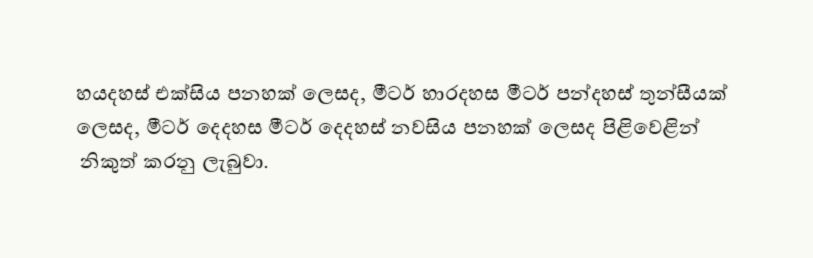 හයදහස් එක්සිය පනහක් ලෙසද, මීටර් හාරදහස මීටර් පන්දහස් තුන්සීයක්
ලෙසද, මීටර් දෙදහස මීටර් දෙදහස් නවසිය පනහක් ලෙසද පිළිවෙළින්
නිකුත් කරනු ලැබුවා.